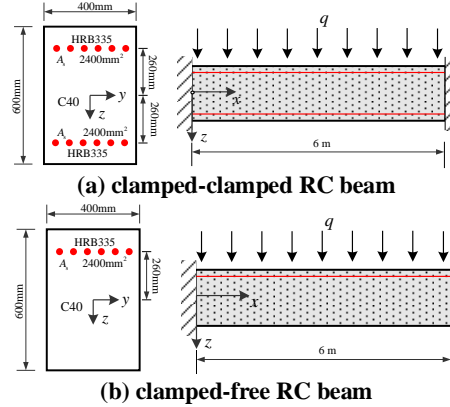 400mm
HRB335
A_s 2400mm²
600mm
260mm
260mm
C40
y
z
A_s 2400mm²
HRB335
q
x
z
6 m
(a) clamped-clamped RC beam
400mm
HRB335
A_s 2400mm²
600mm
260mm
C40
y
z
q
x
z
6 m
(b) clamped-free RC beam